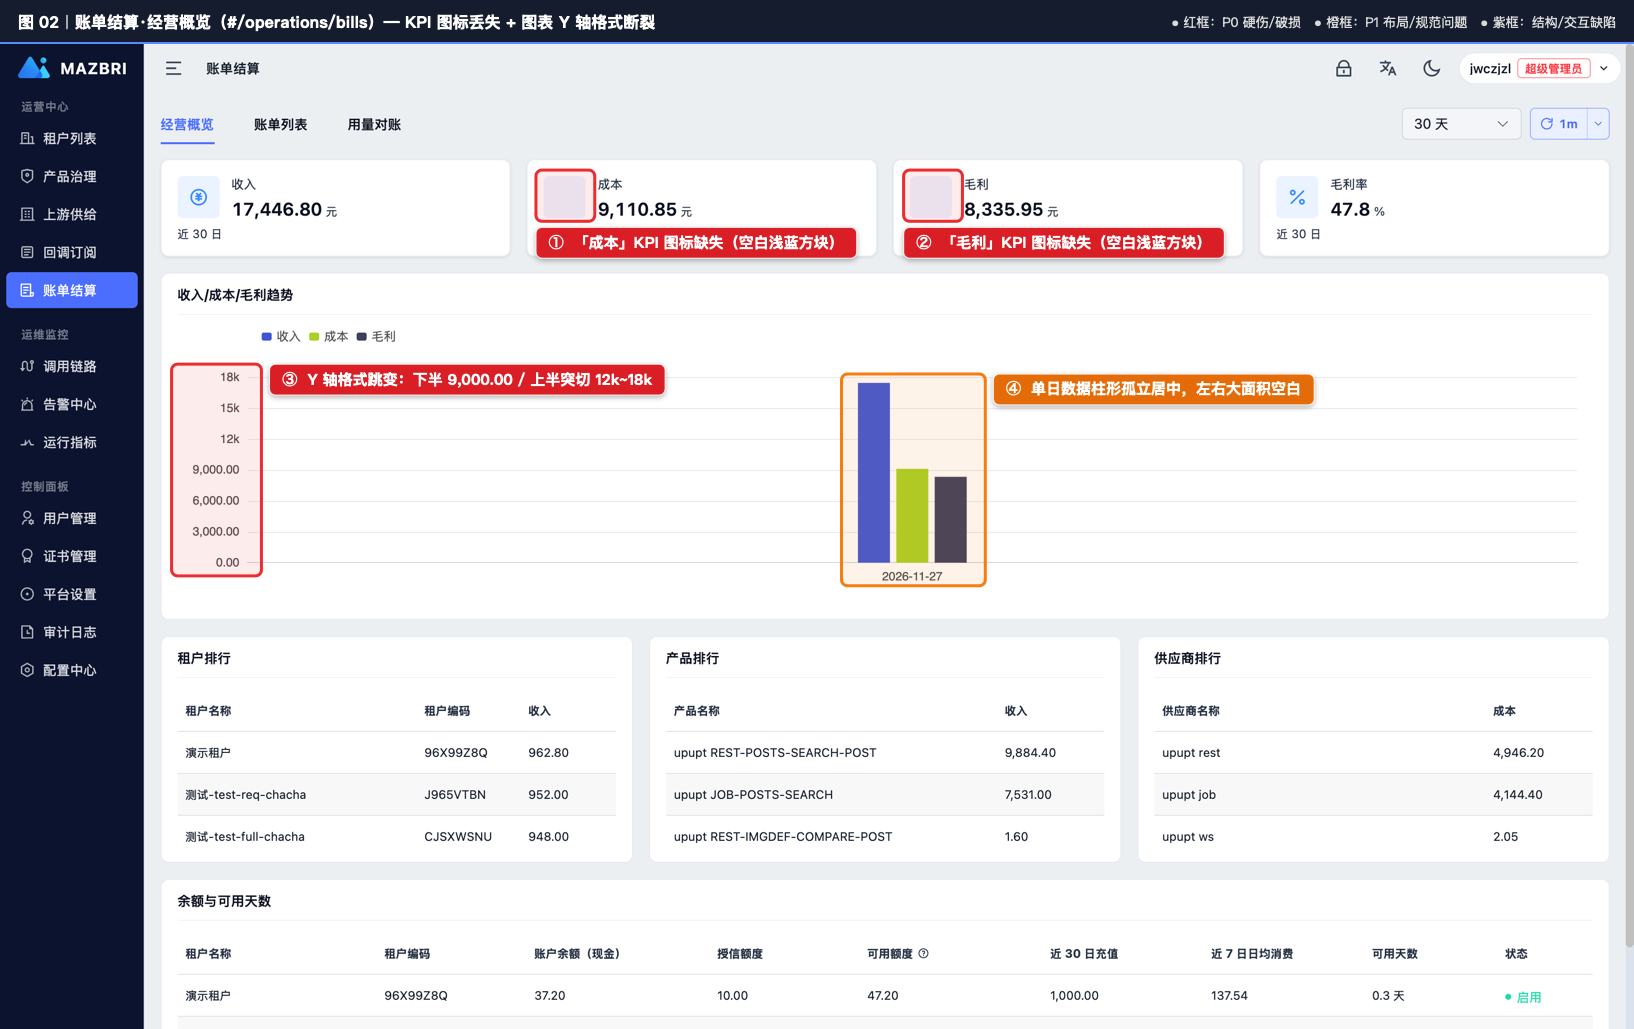 图 02 | 账单结算·经营概览（#/operations/bills）— KPI 图标丢失 + 图表 Y 轴格式断裂
● 红框：P0 硬伤/破损 ● 橙框：P1 布局/规范问题 ● 紫框：结构/交互缺陷
MAZBRI
运营中心
租户列表
产品治理
上游供给
回调订阅
账单结算
运维监控
调用链路
告警中心
运行指标
控制面板
用户管理
证书管理
平台设置
审计日志
配置中心
账单结算
jwczjzl 超级管理员
经营概览 账单列表 用量对账
30 天 1m
收入
17,446.80 元
近 30 日
成本
9,110.85 元
① 「成本」KPI 图标缺失（空白浅蓝方块）
毛利
8,335.95 元
② 「毛利」KPI 图标缺失（空白浅蓝方块）
毛利率
47.8 %
近 30 日
收入/成本/毛利趋势
收入 成本 毛利
18k
15k
12k
9,000.00
6,000.00
3,000.00
0.00
③ Y 轴格式跳变：下半 9,000.00 / 上半突切 12k~18k
④ 单日数据柱形孤立居中，左右大面积空白
2026-11-27
租户排行
租户名称 租户编码 收入
演示租户 96X99Z8Q 962.80
测试-test-req-chacha J965VTBN 952.00
测试-test-full-chacha CJSXWSNU 948.00
产品排行
产品名称 收入
upupt REST-POSTS-SEARCH-POST 9,884.40
upupt JOB-POSTS-SEARCH 7,531.00
upupt REST-IMGDEF-COMPARE-POST 1.60
供应商排行
供应商名称 成本
upupt rest 4,946.20
upupt job 4,144.40
upupt ws 2.05
余额与可用天数
租户名称 租户编码 账户余额（现金） 授信额度 可用额度 近 30 日充值 近 7 日日均消费 可用天数 状态
演示租户 96X99Z8Q 37.20 10.00 47.20 1,000.00 137.54 0.3 天 启用